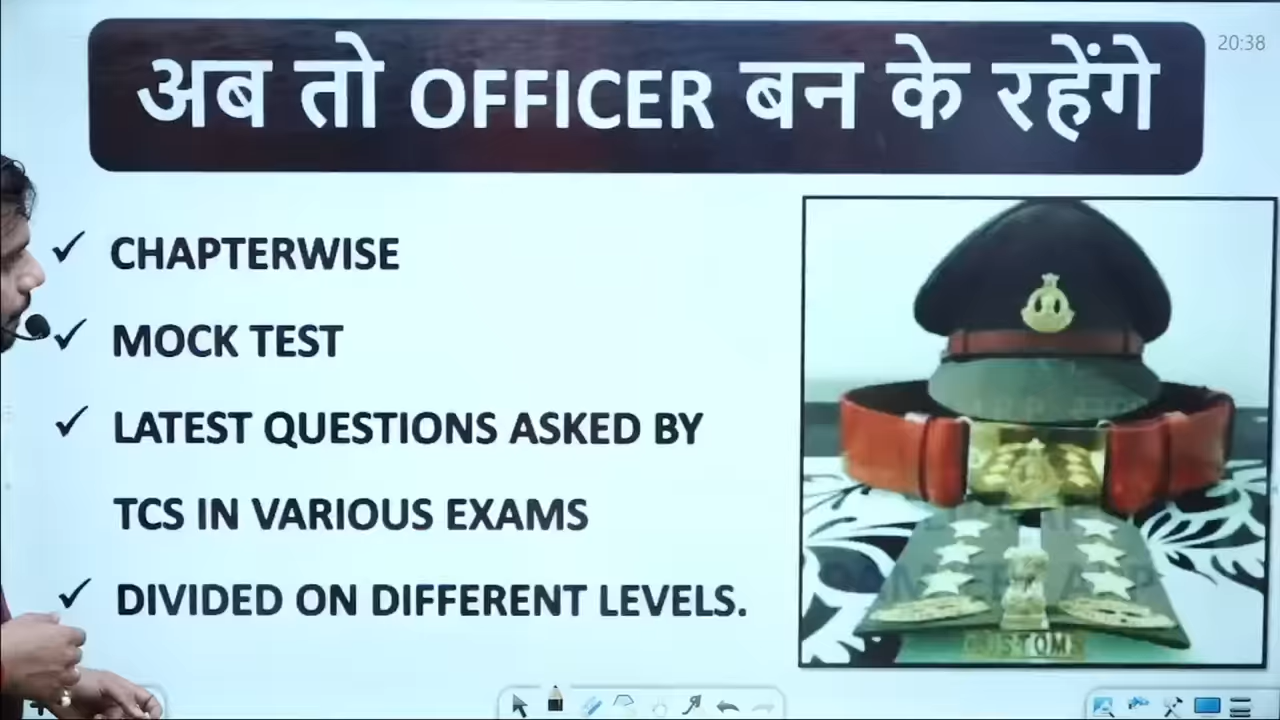 अब तो OFFICER बन के रहेंगे
20:38
CHAPTERWISE
MOCK TEST
LATEST QUESTIONS ASKED BY
TCS IN VARIOUS EXAMS
DIVIDED ON DIFFERENT LEVELS.
CUSTOMS